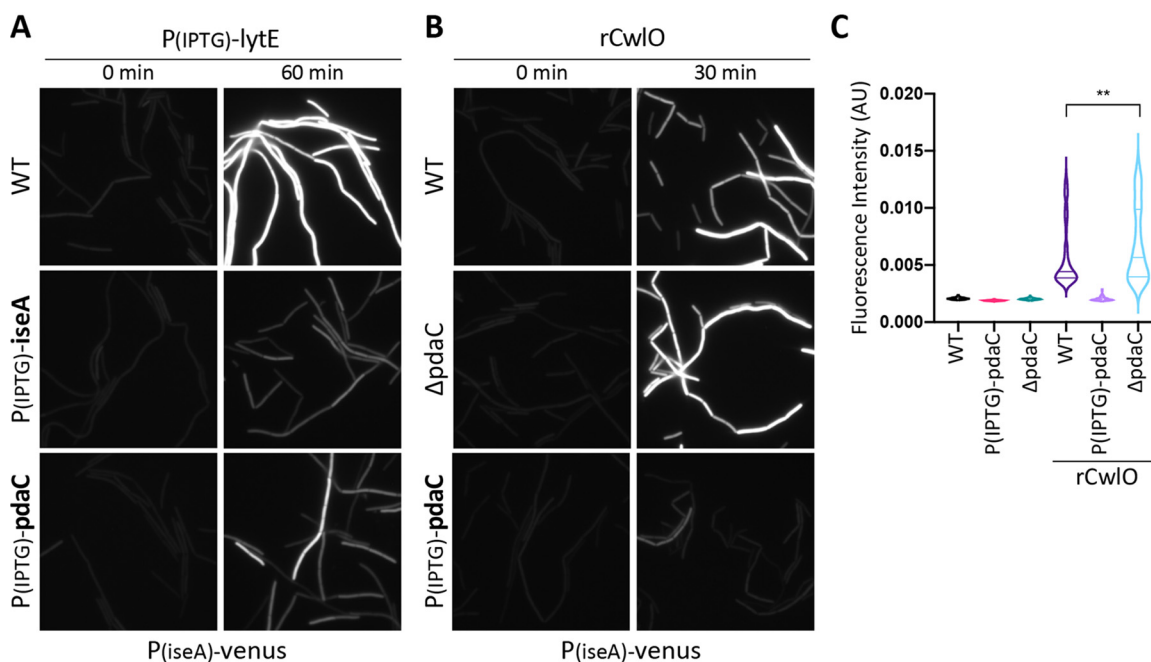 A
P(IPTG)-lytE
0 min
60 min
WT
P(IPTG)-iseA
P(IPTG)-pdaC
P(iseA)-venus
B
rCwlO
0 min
30 min
WT
ΔpdaC
P(IPTG)-pdaC
P(iseA)-venus
C
Fluorescence Intensity (AU)
0.020
0.015
0.010
0.005
0.000
**
WT
P(IPTG)-pdaC
ΔpdaC
WT
P(IPTG)-pdaC
ΔpdaC
rCwlO